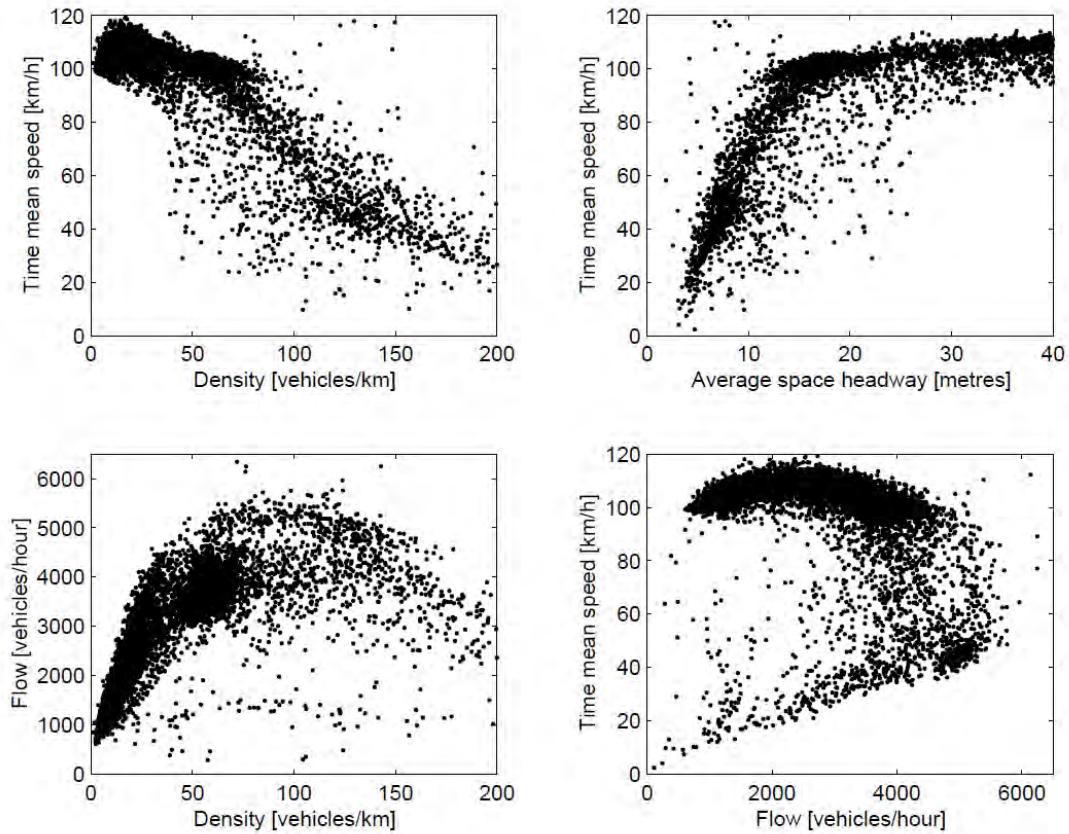 120
100
80
60
40
20
0
Time mean speed [km/h]
0 50 100 150 200
Density [vehicles/km]
120
100
80
60
40
20
0
Time mean speed [km/h]
0 10 20 30 40
Average space headway [metres]
6000
5000
4000
3000
2000
1000
0
Flow [vehicles/hour]
0 50 100 150 200
Density [vehicles/km]
120
100
80
60
40
20
0
Time mean speed [km/h]
0 2000 4000 6000
Flow [vehicles/hour]